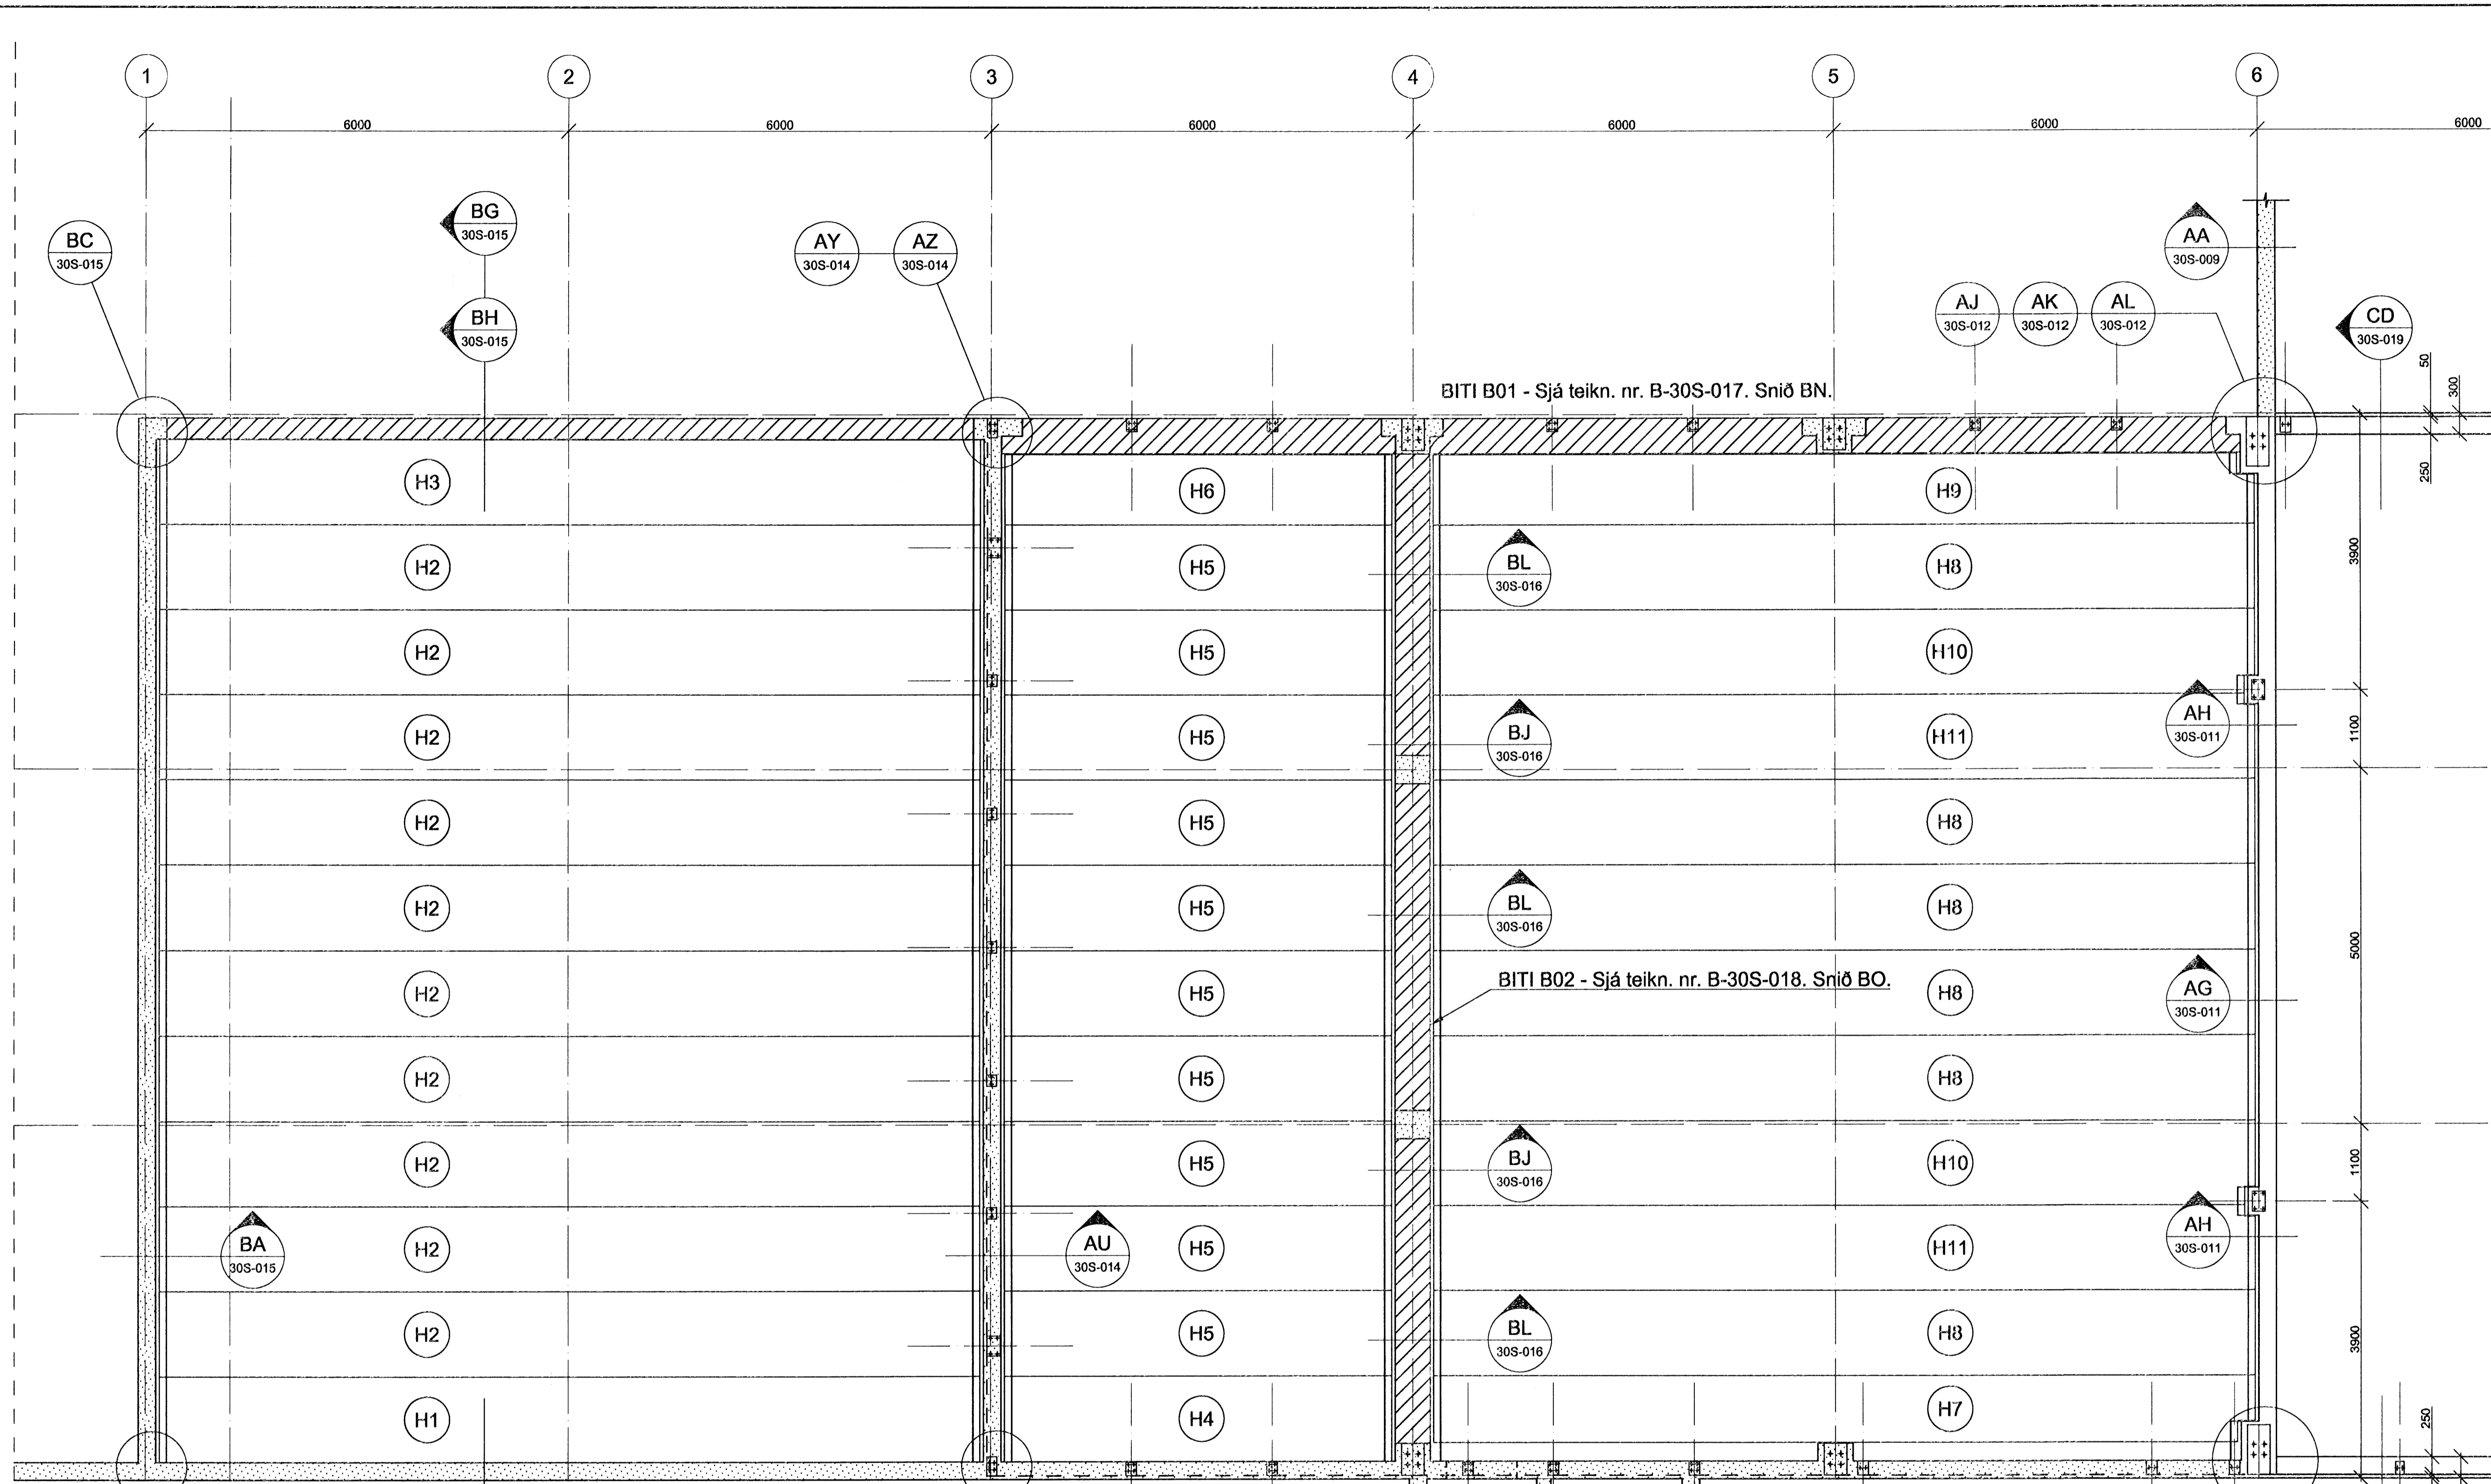 1 2 3 4 5 6
6000 6000 6000 6000 6000 6000
BG
30S-015
BC
30S-015
AY
30S-014
AZ
30S-014
AA
30S-009
BH
30S-015
AJ
30S-012
AK
30S-012
AL
30S-012
CD
30S-019
50
300
250
BITI B01 - Sjá teikn. nr. B-30S-017. Snið BN.
H3 H6 H9
H2 H5 H8
BL
30S-016
3900
H2 H5 H10
H2 H5 H11
BJ
30S-016
AH
30S-011
1100
H2 H5 H8
H2 H5 H8
BL
30S-016
5000
BITI B02 - Sjá teikn. nr. B-30S-018. Snið BO.
H2 H5 H8
AG
30S-011
H2 H5 H8
H2 H5 H10
BJ
30S-016
1100
H2 H5 H11
BA
30S-015
AU
30S-014
AH
30S-011
H2 H5 H8
BL
30S-016
3900
H1 H4 H7
250